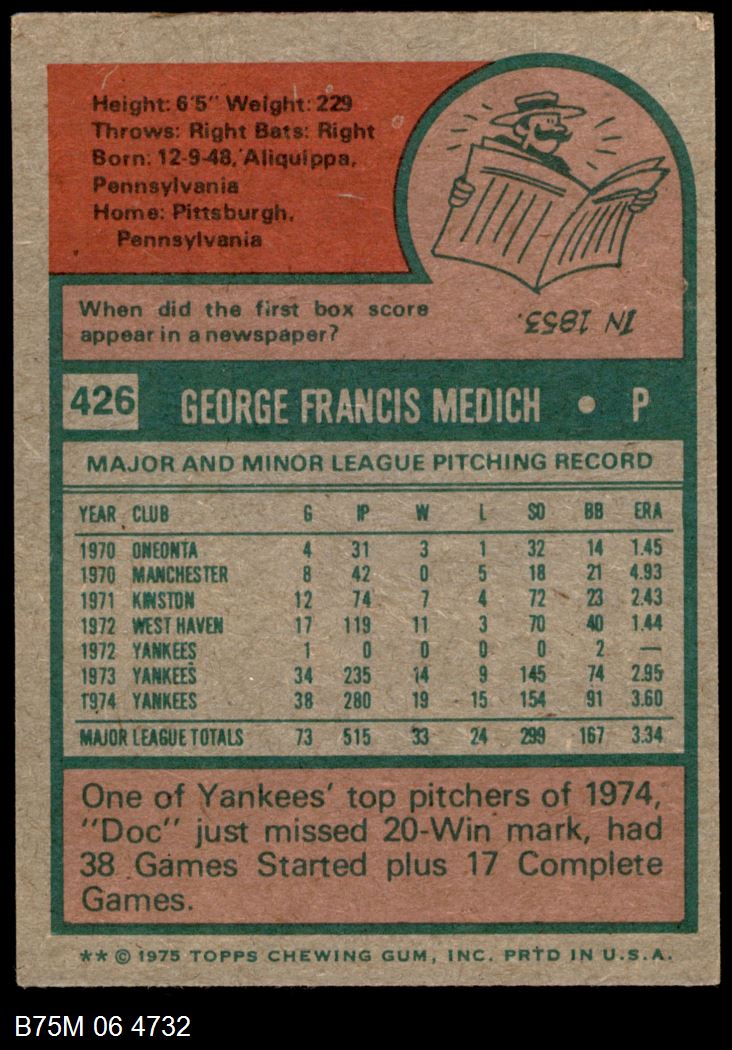 Height: 6'5" Weight: 229
Throws: Right Bats: Right
Born: 12-9-48, Aliquippa,
Pennsylvania
Home: Pittsburgh,
Pennsylvania
When did the first box score
appear in a newspaper?
IN 1853.
426 GEORGE FRANCIS MEDICH • P
MAJOR AND MINOR LEAGUE PITCHING RECORD
YEAR CLUB G IP W L SO BB ERA
1970 ONEONTA 4 31 3 1 32 14 1.45
1970 MANCHESTER 8 42 0 5 18 21 4.93
1971 KINSTON 12 74 7 4 72 23 2.43
1972 WEST HAVEN 17 119 11 3 70 40 1.44
1972 YANKEES 1 0 0 0 0 2 —
1973 YANKEES 34 235 14 9 145 74 2.95
1974 YANKEES 38 280 19 15 154 91 3.60
MAJOR LEAGUE TOTALS 73 515 33 24 299 167 3.34
One of Yankees' top pitchers of 1974,
"Doc" just missed 20-Win mark, had
38 Games Started plus 17 Complete
Games.
** © 1975 TOPPS CHEWING GUM, INC. PRTD IN U.S.A.
B75M 06 4732